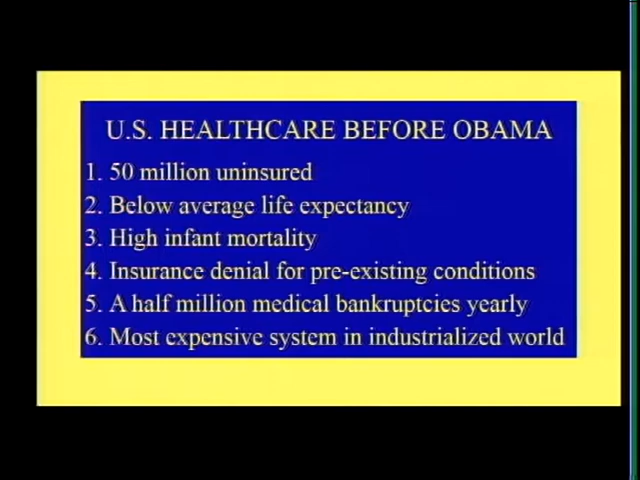 U.S. HEALTHCARE BEFORE OBAMA
1. 50 million uninsured
2. Below average life expectancy
3. High infant mortality
4. Insurance denial for pre-existing conditions
5. A half million medical bankruptcies yearly
6. Most expensive system in industrialized world